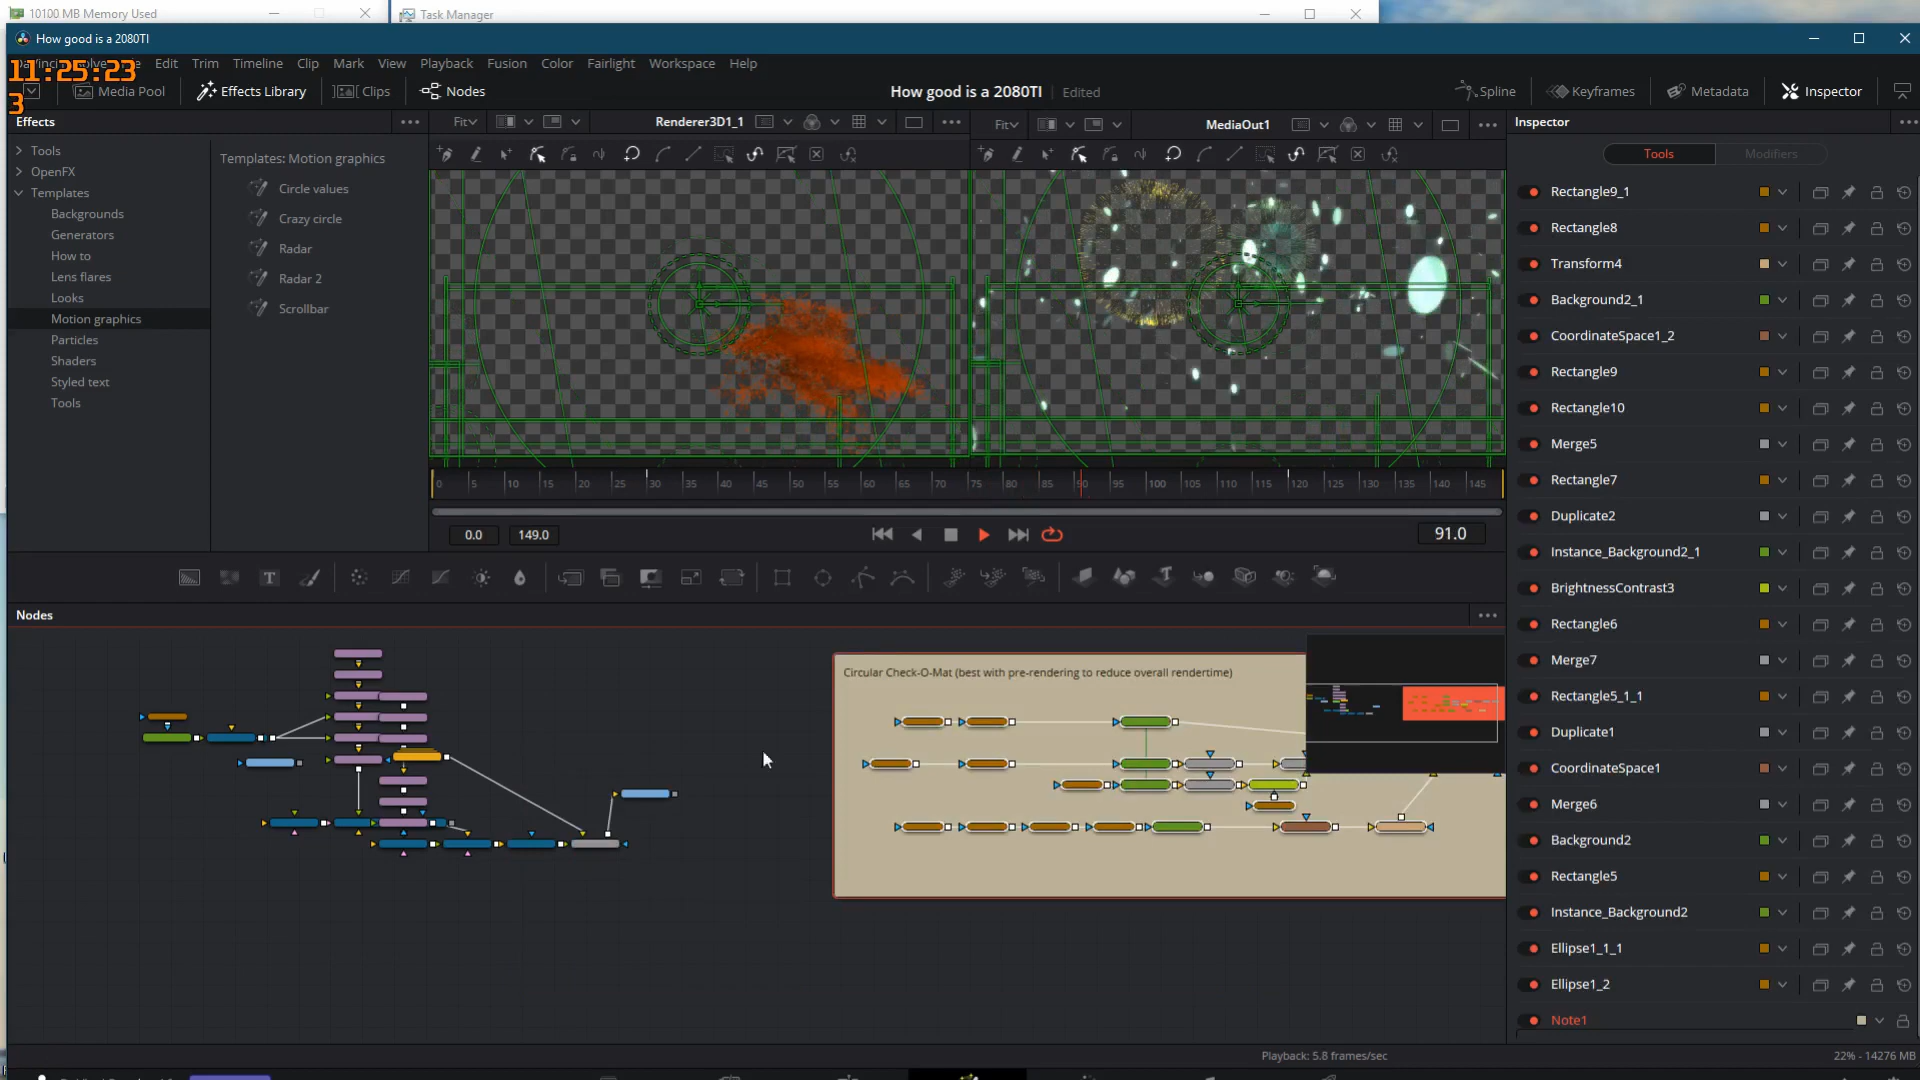 10100 MB Memory Used
Task Manager
How good is a 2080TI
11:25:23
3
Edit Trim Timeline Clip Mark View Playback Fusion Color Fairlight Workspace Help
Media Pool Effects Library Clips Nodes
How good is a 2080TI Edited
Spline Keyframes Metadata Inspector
Effects
Fit Renderer3D1_1
Fit MediaOut1
Inspector
Tools
OpenFX
Templates
Backgrounds
Generators
How to
Lens flares
Looks
Motion graphics
Particles
Shaders
Styled text
Tools
Templates: Motion graphics
Circle values
Crazy circle
Radar
Radar 2
Scrollbar
0 5 10 15 20 25 30 35 40 45 50 55 60 65 70 75 80 85 90 95 100 105 110 115 120 125 130 135 140 145
0.0 149.0 91.0
Nodes
Circular Check-O-Mat (best with pre-rendering to reduce overall rendertime)
Tools Modifiers
Rectangle9_1
Rectangle8
Transform4
Background2_1
CoordinateSpace1_2
Rectangle9
Rectangle10
Merge5
Rectangle7
Duplicate2
Instance_Background2_1
BrightnessContrast3
Rectangle6
Merge7
Rectangle5_1_1
Duplicate1
CoordinateSpace1
Merge6
Background2
Rectangle5
Instance_Background2
Ellipse1_1_1
Ellipse1_2
Note1
Playback: 5.8 frames/sec
22% - 14276 MB